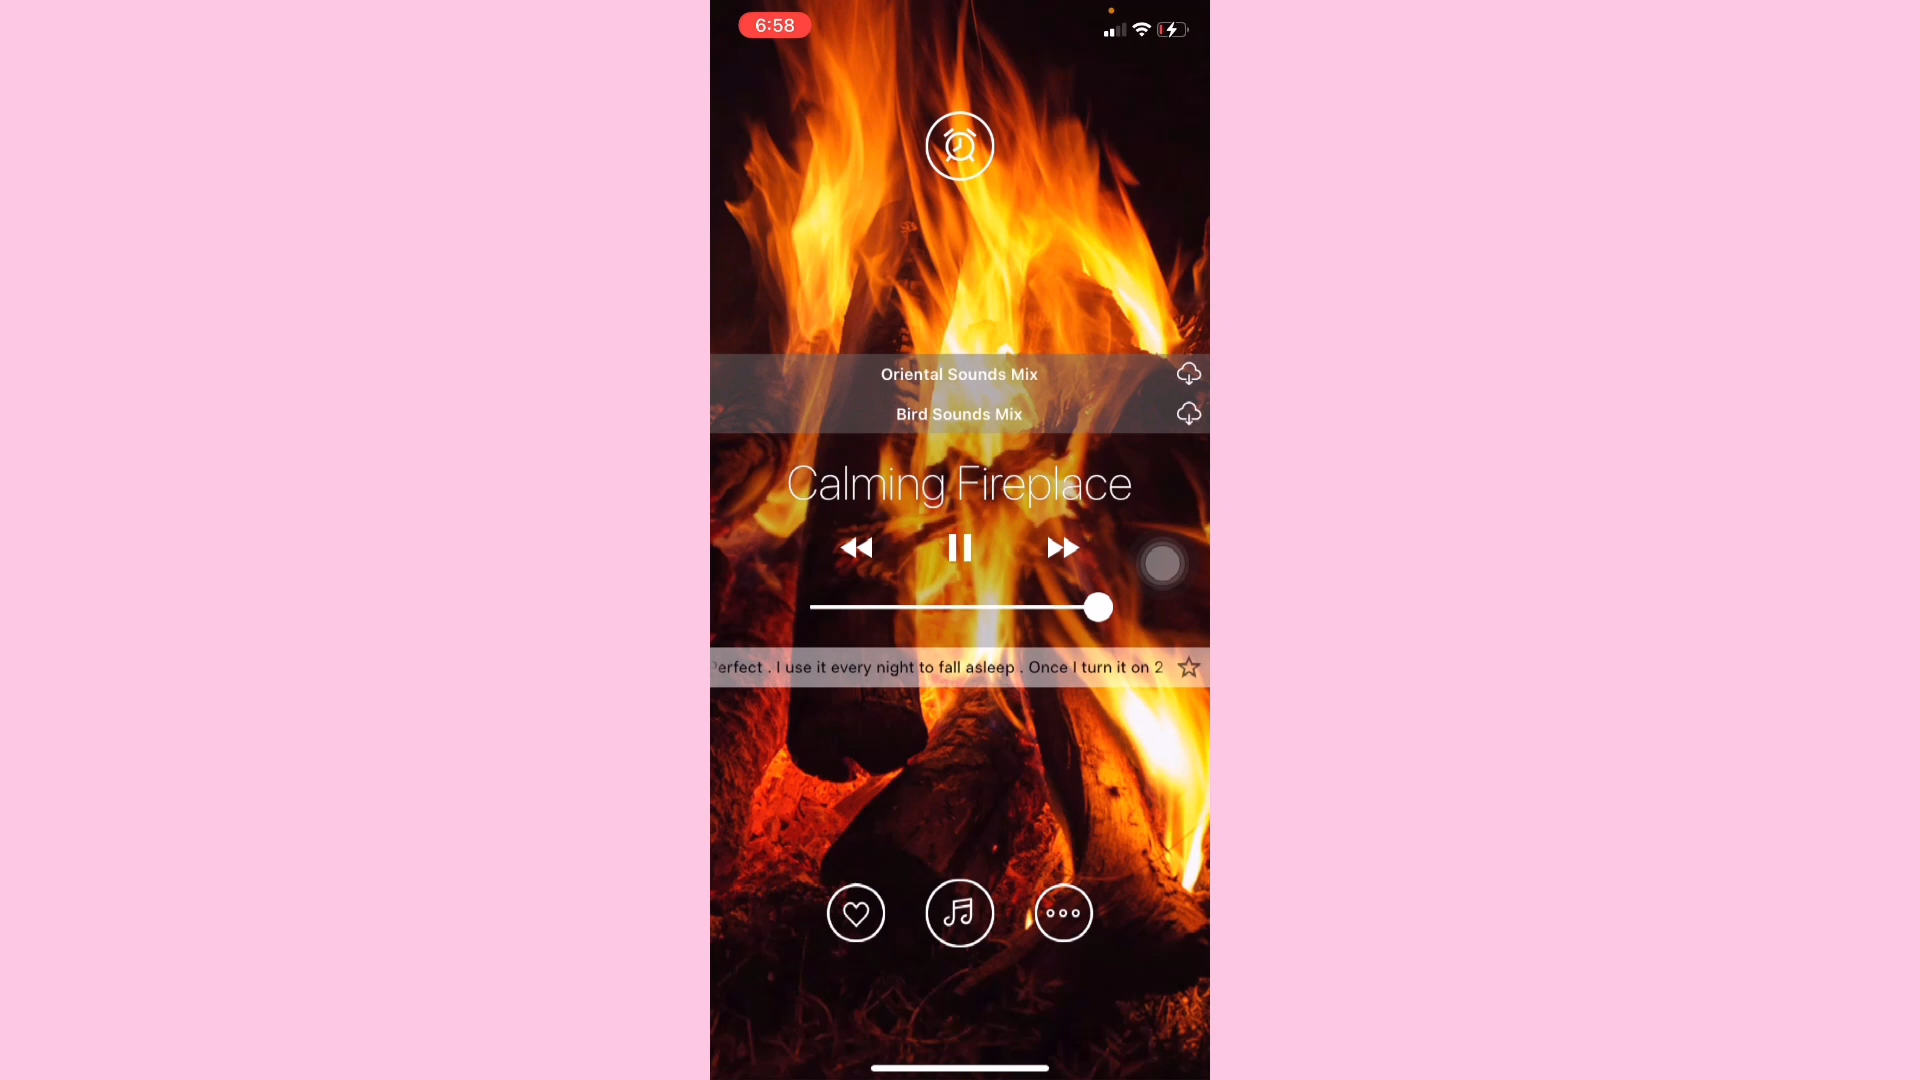 6:58
Oriental Sounds Mix
Bird Sounds Mix
Calming Fireplace
erfect . I use it every night to fall asleep . Once I turn it on 2